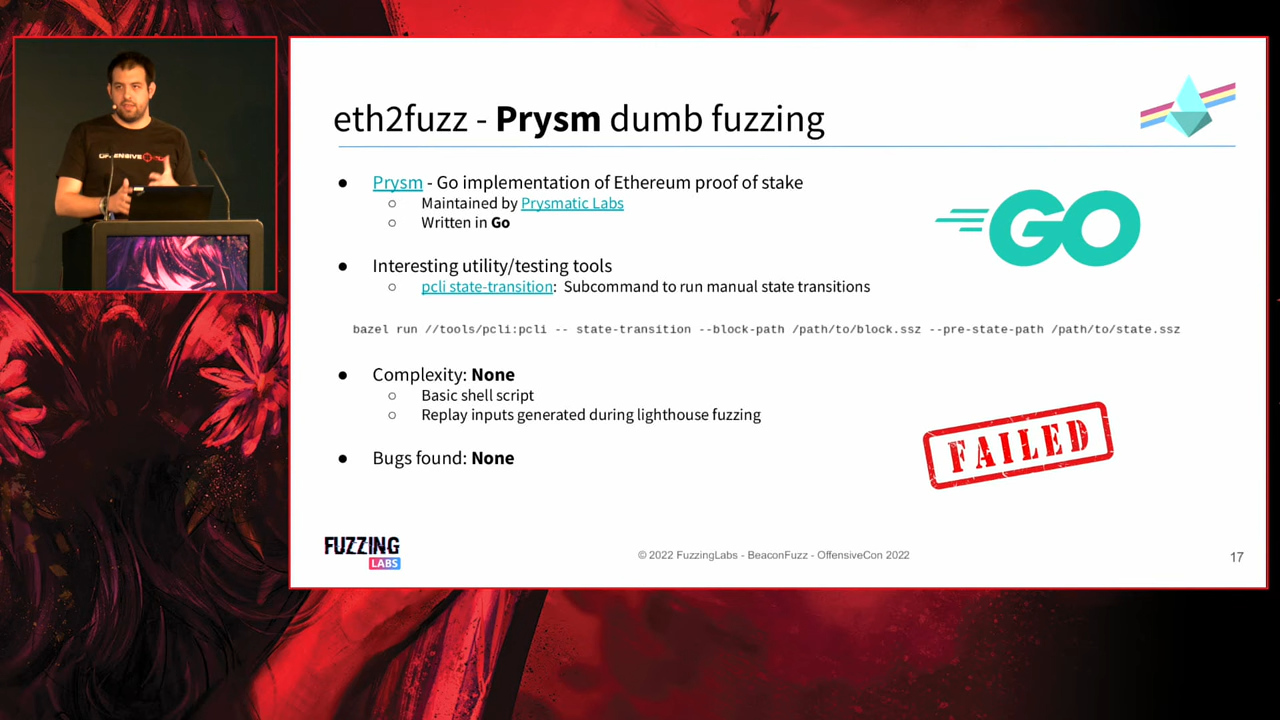 eth2fuzz - Prysm dumb fuzzing
● Prysm - Go implementation of Ethereum proof of stake
○ Maintained by Prysmatic Labs
○ Written in Go
GO
● Interesting utility/testing tools
○ pcli state-transition: Subcommand to run manual state transitions
bazel run //tools/pcli:pcli -- state-transition --block-path /path/to/block.ssz --pre-state-path /path/to/state.ssz
● Complexity: None
○ Basic shell script
○ Replay inputs generated during lighthouse fuzzing
FAILED
● Bugs found: None
FUZZING
LABS
© 2022 FuzzingLabs - BeaconFuzz - OffensiveCon 2022
17